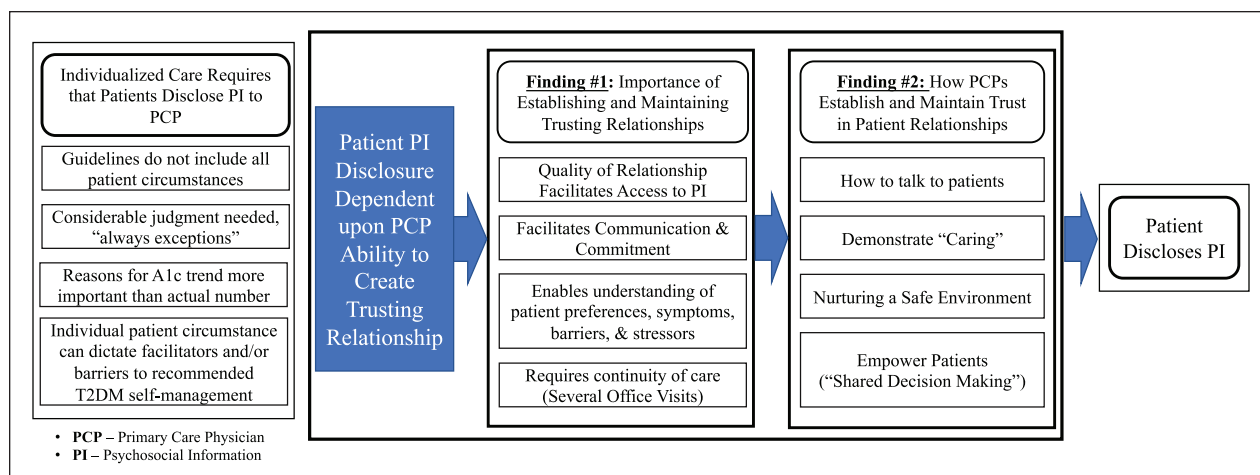 Individualized Care Requires
that Patients Disclose PI to
PCP
Guidelines do not include all
patient circumstances
Considerable judgment needed,
“always exceptions”
Reasons for A1c trend more
important than actual number
Individual patient circumstance
can dictate facilitators and/or
barriers to recommended
T2DM self-management
• PCP – Primary Care Physician
• PI – Psychosocial Information
Patient PI
Disclosure
Dependent
upon PCP
Ability to
Create
Trusting
Relationship
Finding #1: Importance of
Establishing and Maintaining
Trusting Relationships
Quality of Relationship
Facilitates Access to PI
Facilitates Communication &
Commitment
Enables understanding of
patient preferences, symptoms,
barriers, & stressors
Requires continuity of care
(Several Office Visits)
Finding #2: How PCPs
Establish and Maintain Trust
in Patient Relationships
How to talk to patients
Demonstrate “Caring”
Nurturing a Safe Environment
Empower Patients
(“Shared Decision Making”)
Patient
Discloses PI